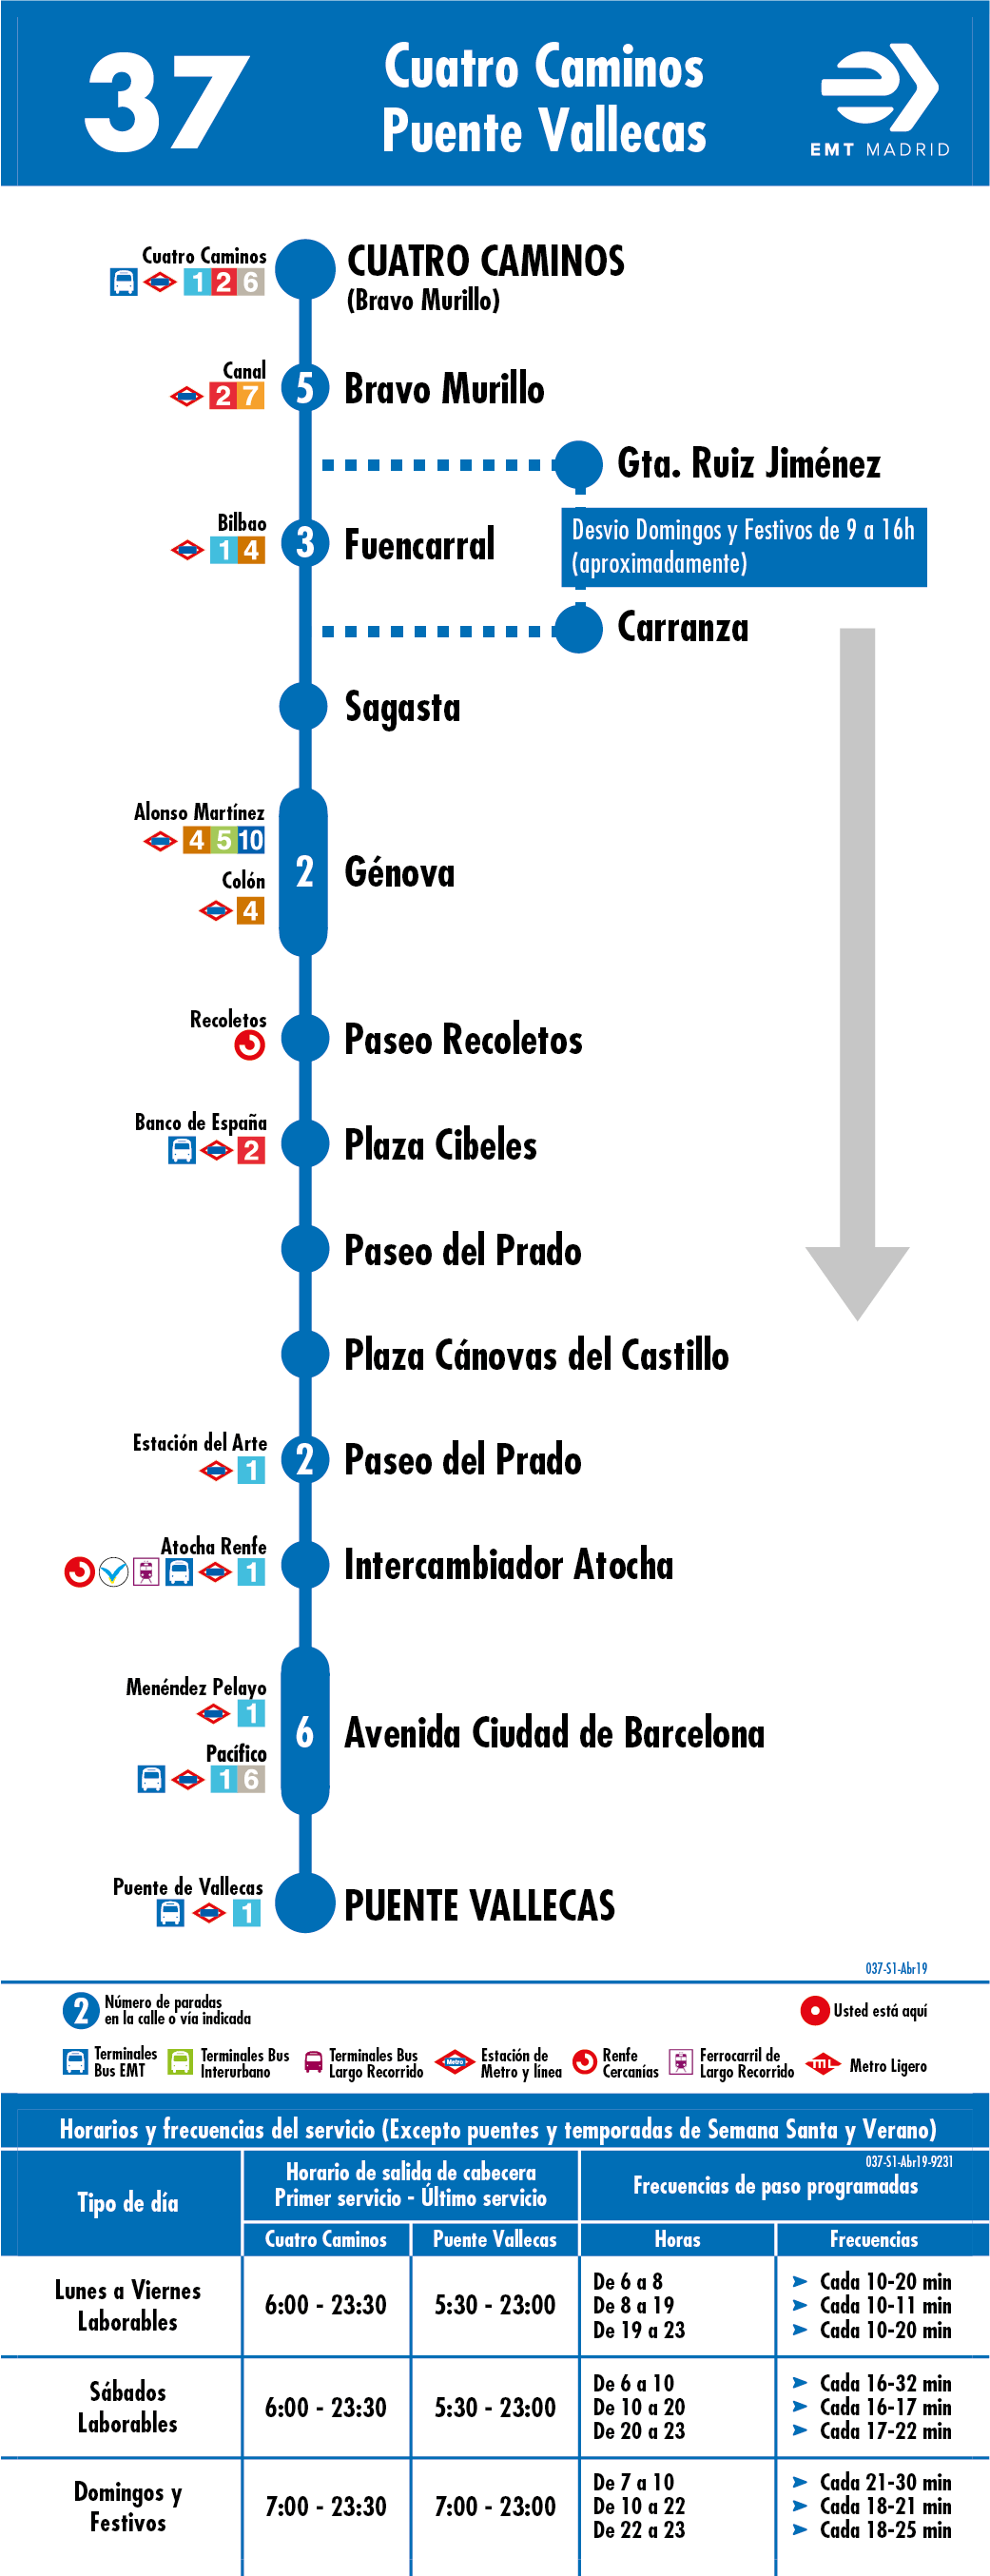 37
Cuatro Caminos
Puente Vallecas
EMT MADRID
Cuatro Caminos
1 2 6
CUATRO CAMINOS
(Bravo Murillo)
Canal
2 7
5
Bravo Murillo
Gta. Ruiz Jiménez
Bilbao
1 4
3
Fuencarral
Desvio Domingos y Festivos de 9 a 16h
(aproximadamente)
Carranza
Sagasta
Alonso Martínez
4 5 10
Colón
4
2
Génova
Recoletos
Paseo Recoletos
Banco de España
2
Plaza Cibeles
Paseo del Prado
Plaza Cánovas del Castillo
Estación del Arte
1
2
Paseo del Prado
Atocha Renfe
1
Intercambiador Atocha
Menéndez Pelayo
1
Pacífico
1 6
6
Avenida Ciudad de Barcelona
Puente de Vallecas
1
PUENTE VALLECAS
037-S1-Abr19
2
Número de paradas
en la calle o vía indicada
Usted está aquí
Terminales
Bus EMT
Terminales Bus
Interurbano
Terminales Bus
Largo Recorrido
Metro
Estación de
Metro y línea
Renfe
Cercanías
Ferrocarril de
Largo Recorrido
ML
Metro Ligero
Horarios y frecuencias del servicio (Excepto puentes y temporadas de Semana Santa y Verano)
037-S1-Abr19-9231
Tipo de día
Horario de salida de cabecera
Primer servicio - Último servicio
Frecuencias de paso programadas
Cuatro Caminos
Puente Vallecas
Horas
Frecuencias
Lunes a Viernes
Laborables
6:00 - 23:30
5:30 - 23:00
De 6 a 8
Cada 10-20 min
De 8 a 19
Cada 10-11 min
De 19 a 23
Cada 10-20 min
Sábados
Laborables
6:00 - 23:30
5:30 - 23:00
De 6 a 10
Cada 16-32 min
De 10 a 20
Cada 16-17 min
De 20 a 23
Cada 17-22 min
Domingos y
Festivos
7:00 - 23:30
7:00 - 23:00
De 7 a 10
Cada 21-30 min
De 10 a 22
Cada 18-21 min
De 22 a 23
Cada 18-25 min